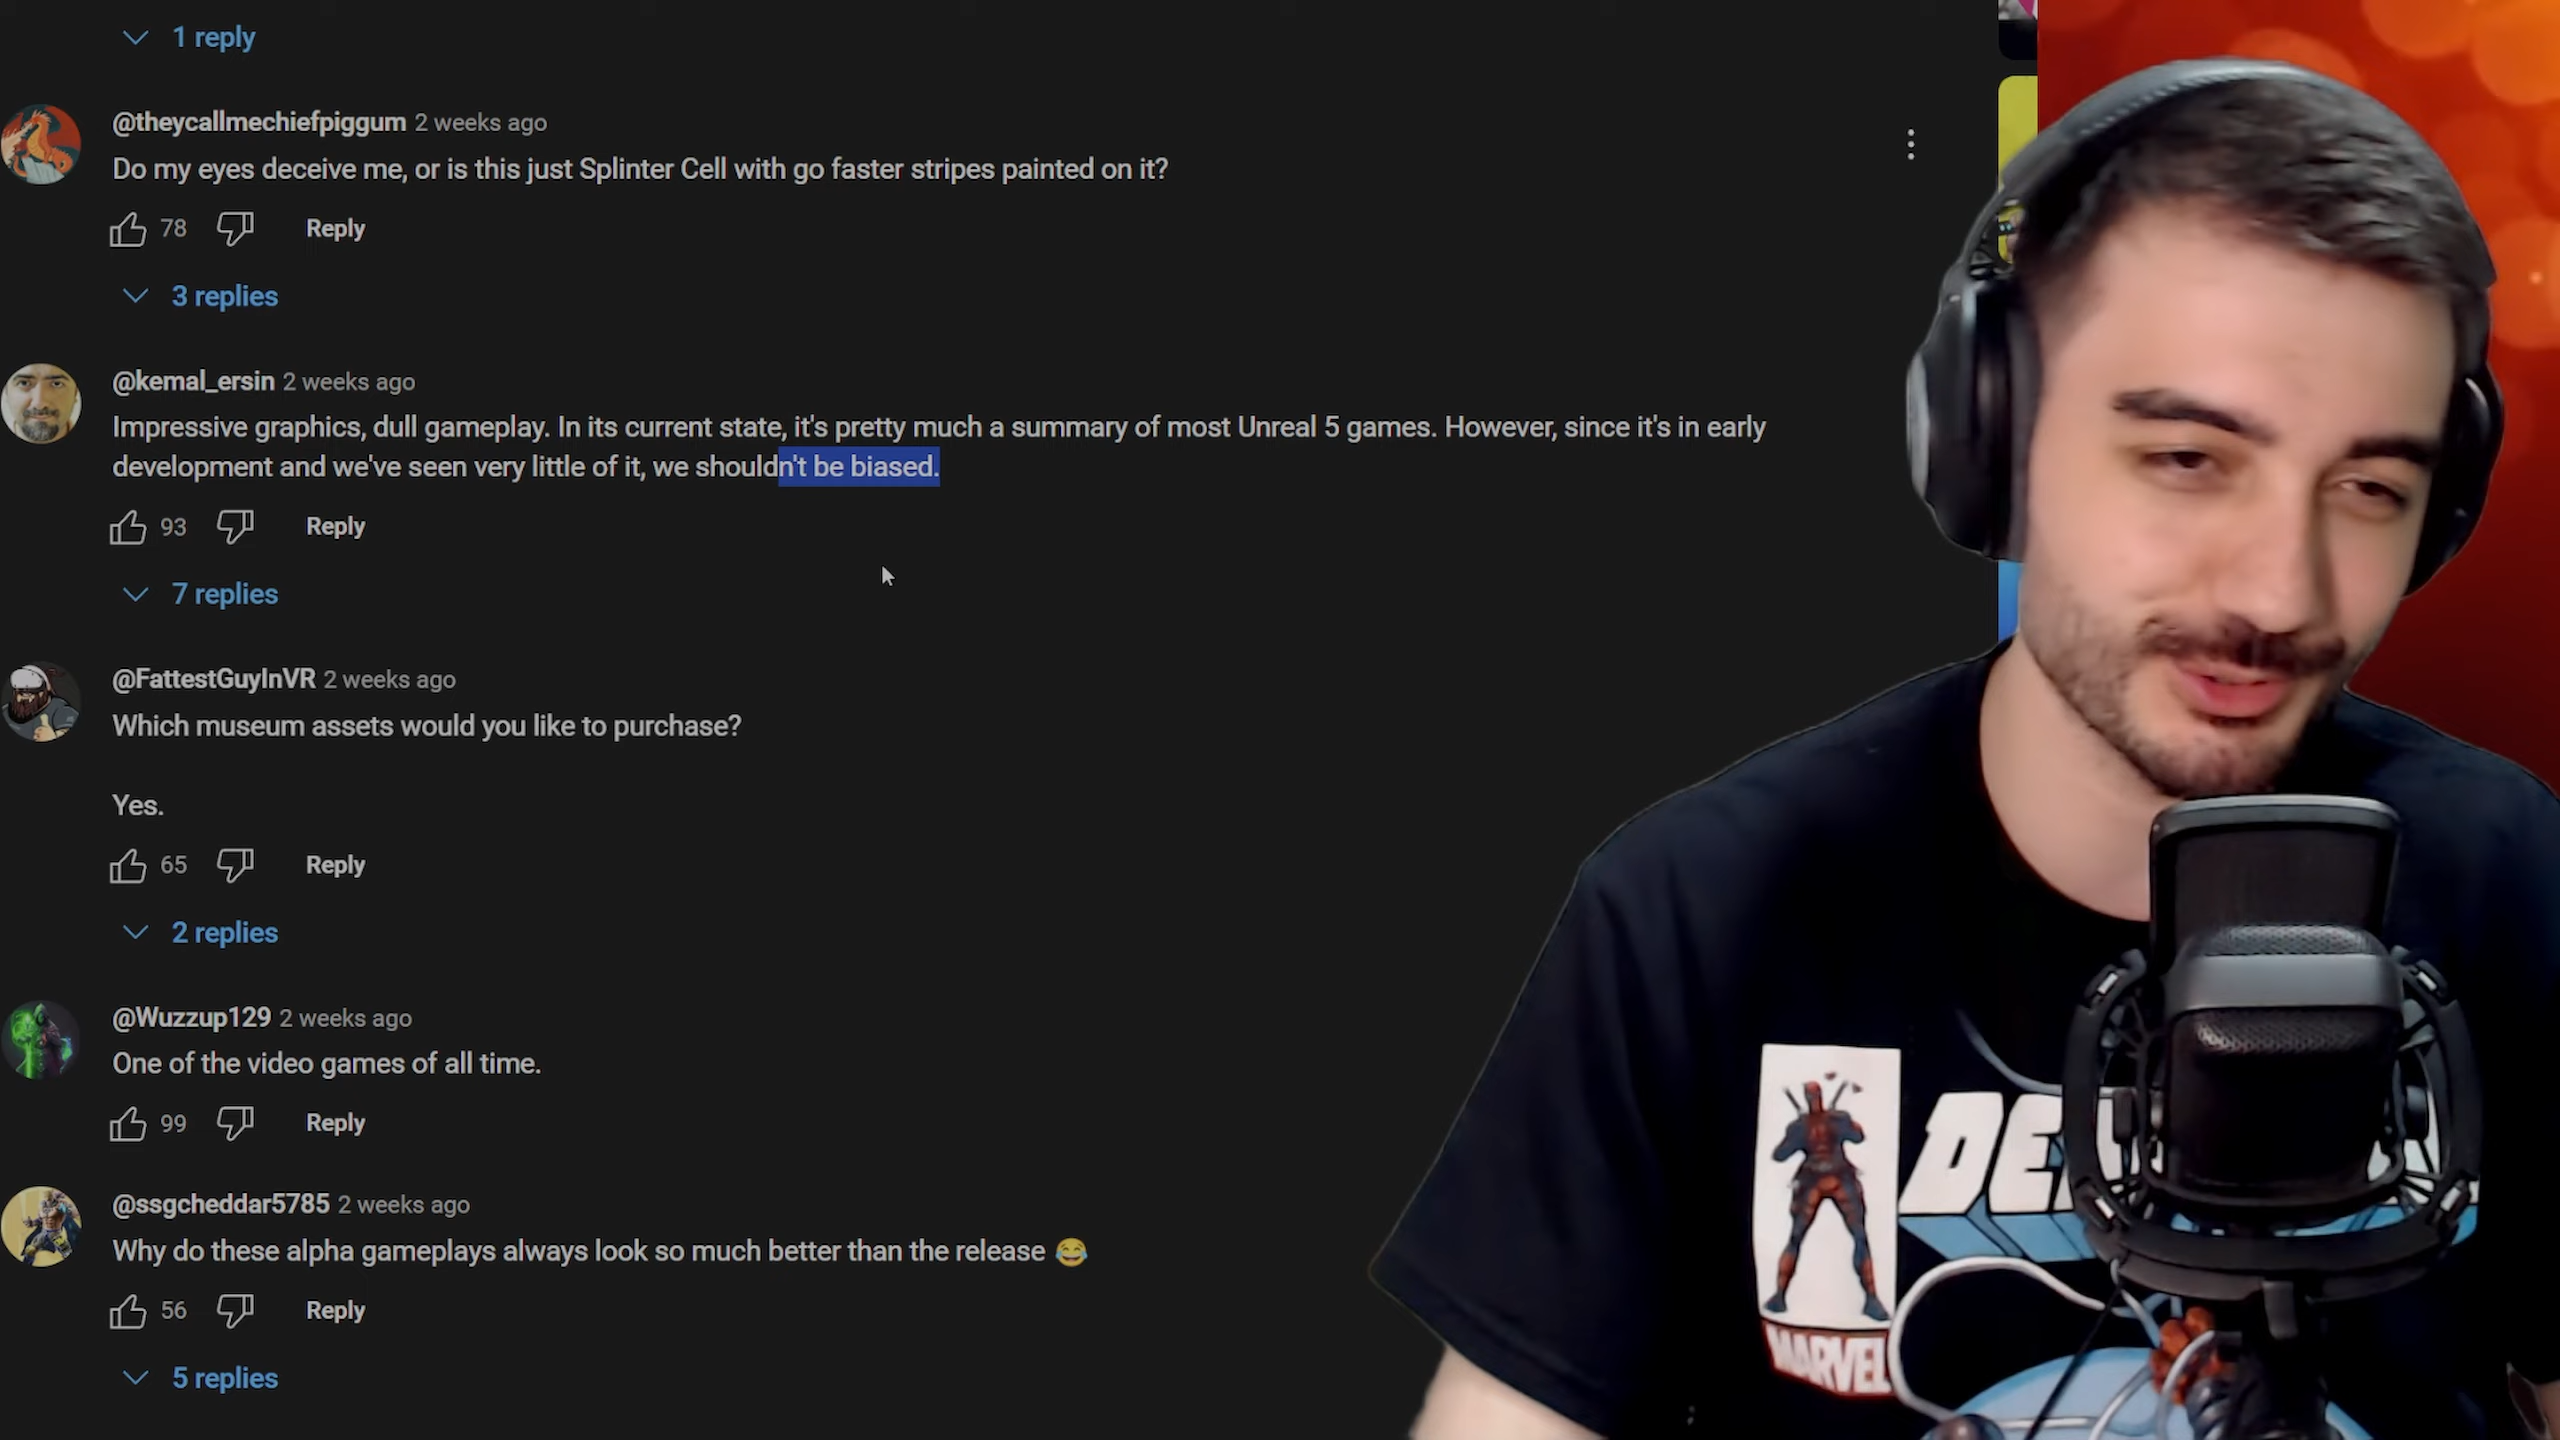 1 reply
@theycallmechiefpiggum 2 weeks ago
Do my eyes deceive me, or is this just Splinter Cell with go faster stripes painted on it?
78 Reply
3 replies
@kemal_ersin 2 weeks ago
Impressive graphics, dull gameplay. In its current state, it's pretty much a summary of most Unreal 5 games. However, since it's in early
development and we've seen very little of it, we shouldn't be biased.
93 Reply
7 replies
@FattestGuyInVR 2 weeks ago
Which museum assets would you like to purchase?
Yes.
65 Reply
2 replies
@Wuzzup129 2 weeks ago
One of the video games of all time.
99 Reply
@ssgcheddar5785 2 weeks ago
Why do these alpha gameplays always look so much better than the release 😂
56 Reply
5 replies
MARVEL